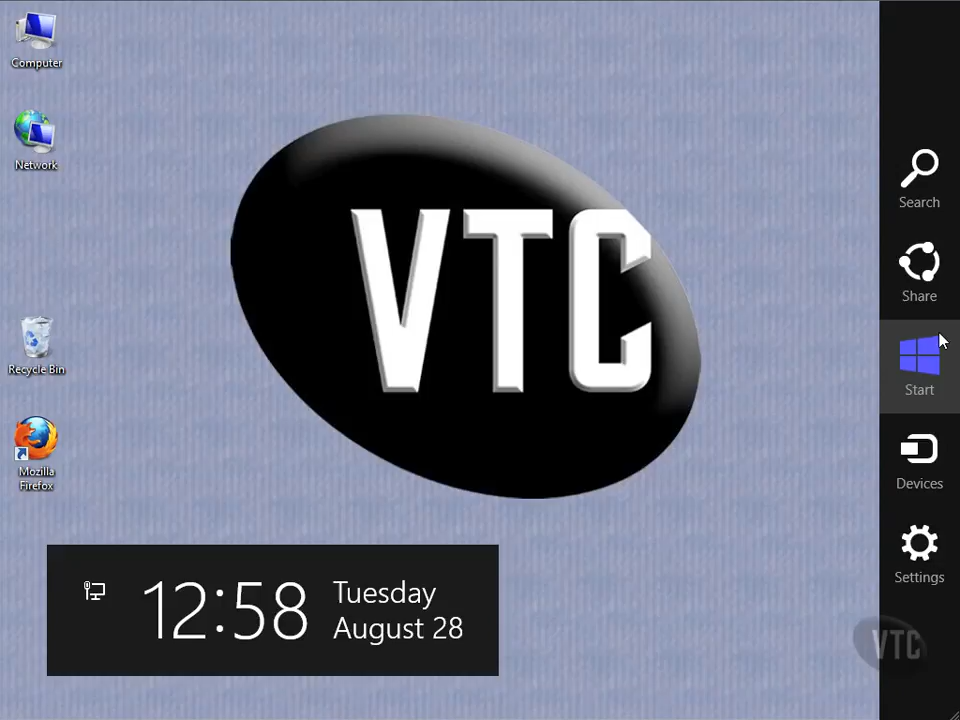 Computer
Network
Recycle Bin
Mozilla
Firefox
VTC
12:58
Tuesday
August 28
Search
Share
Start
Devices
Settings
VTC